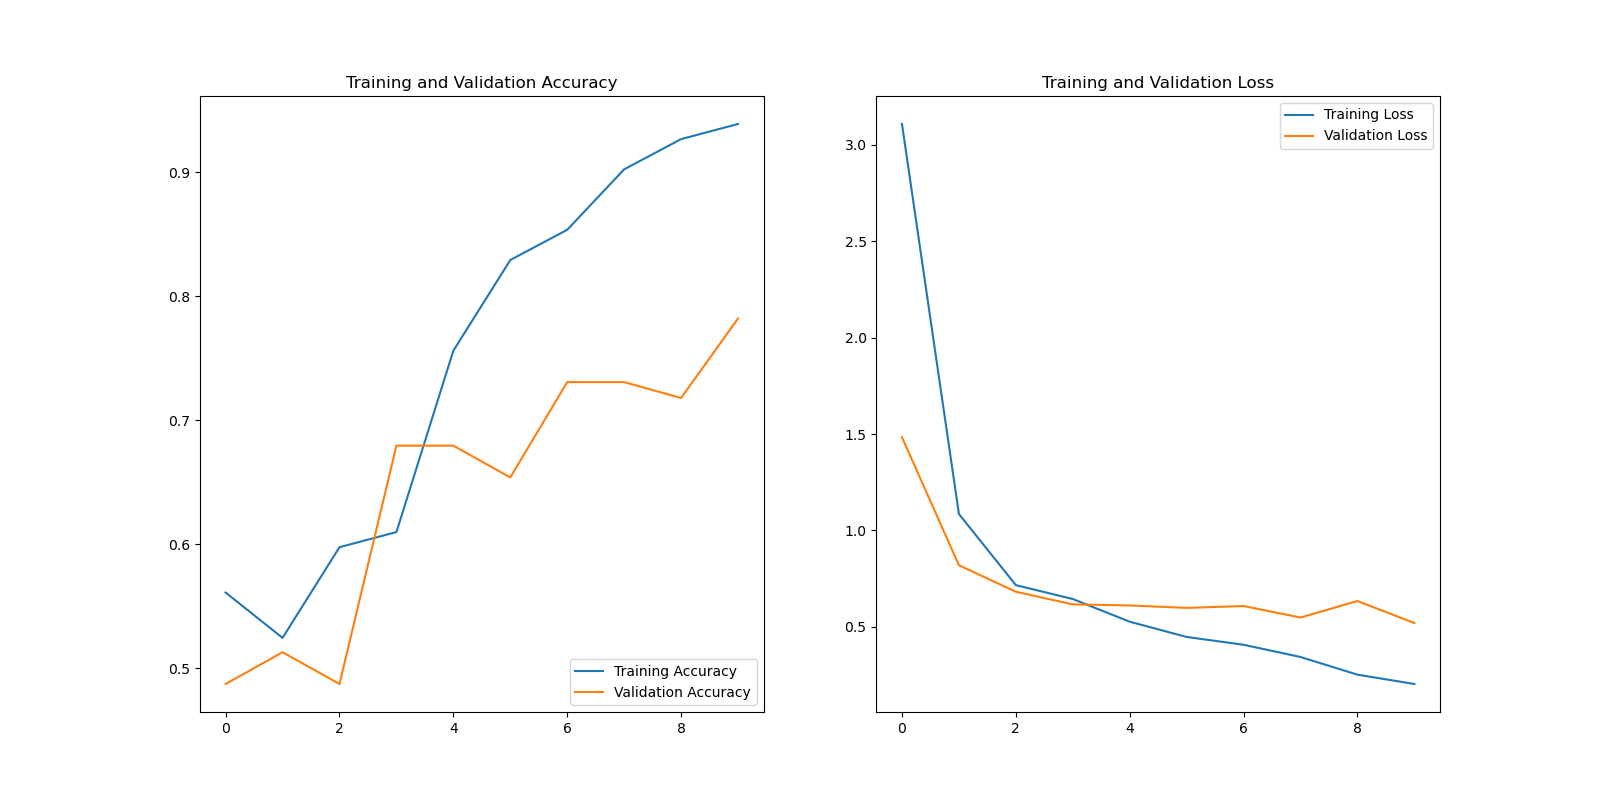 Training and Validation Accuracy
0.9
0.8
0.7
0.6
0.5
0 2 4 6 8
Training Accuracy
Validation Accuracy
Training and Validation Loss
3.0
2.5
2.0
1.5
1.0
0.5
0 2 4 6 8
Training Loss
Validation Loss